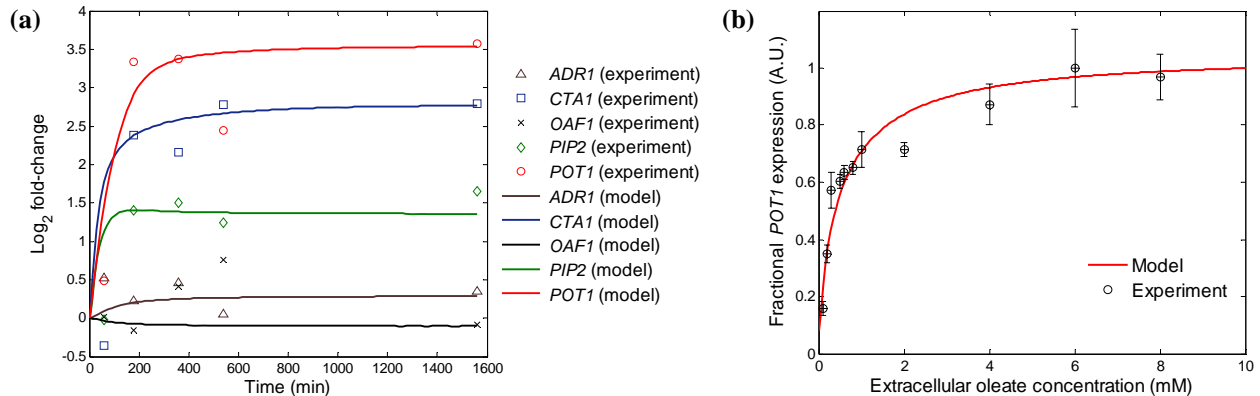 (a)
Log2 fold-change
4
3.5
3
2.5
2
1.5
1
0.5
0
-0.5
0 200 400 600 800 1000 1200 1400 1600
Time (min)
ADR1 (experiment)
CTA1 (experiment)
OAF1 (experiment)
PIP2 (experiment)
POT1 (experiment)
ADR1 (model)
CTA1 (model)
OAF1 (model)
PIP2 (model)
POT1 (model)
(b)
Fractional POT1 expression (A.U.)
1
0.8
0.6
0.4
0.2
0
0 2 4 6 8 10
Extracellular oleate concentration (mM)
Model
Experiment